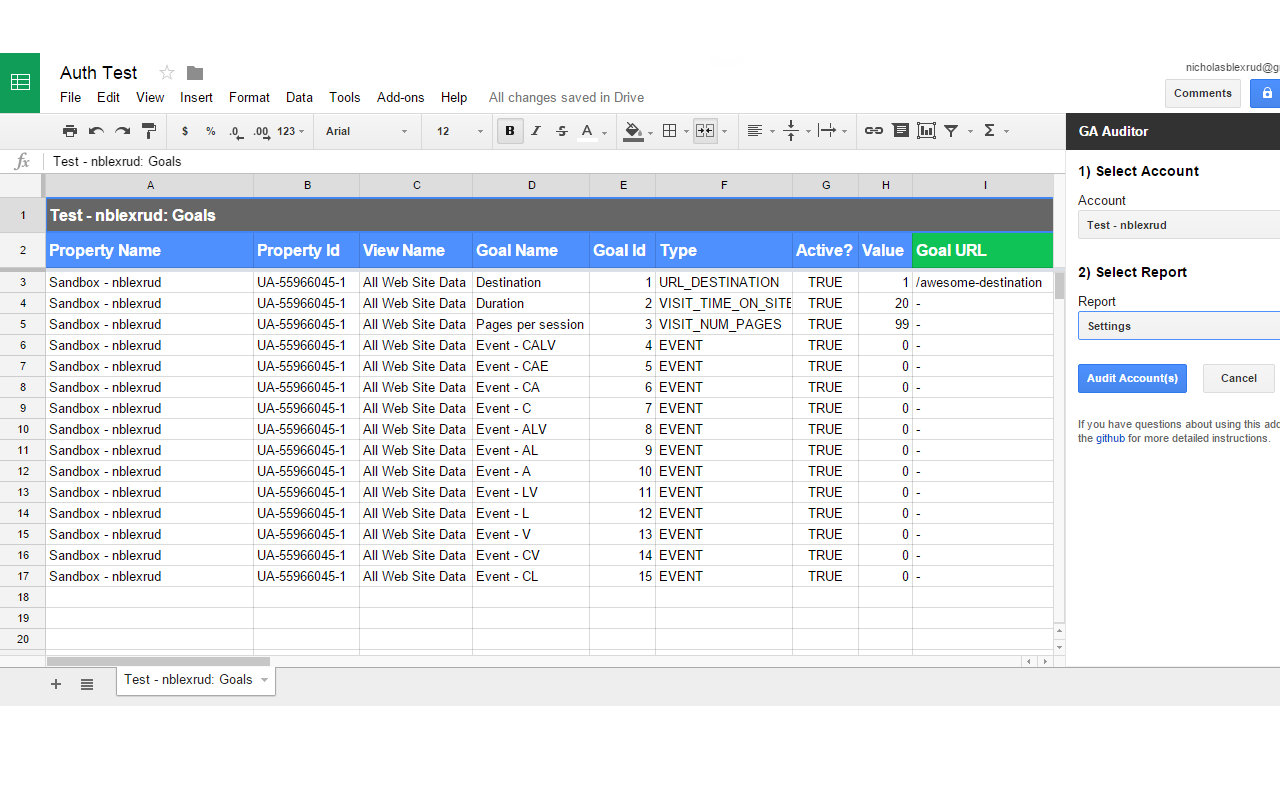 Auth Test
nicholasblexrud@g
File Edit View Insert Format Data Tools Add-ons Help All changes saved in Drive
Comments
$ % .0 .00 123 Arial 12 B I S A Σ
GA Auditor
fx Test - nblexrud: Goals
A B C D E F G H I
1 Test - nblexrud: Goals
2 Property Name Property Id View Name Goal Name Goal Id Type Active? Value Goal URL
3 Sandbox - nblexrud UA-55966045-1 All Web Site Data Destination 1 URL_DESTINATION TRUE 1 /awesome-destination
4 Sandbox - nblexrud UA-55966045-1 All Web Site Data Duration 2 VISIT_TIME_ON_SITE TRUE 20 -
5 Sandbox - nblexrud UA-55966045-1 All Web Site Data Pages per session 3 VISIT_NUM_PAGES TRUE 99 -
6 Sandbox - nblexrud UA-55966045-1 All Web Site Data Event - CALV 4 EVENT TRUE 0 -
7 Sandbox - nblexrud UA-55966045-1 All Web Site Data Event - CAE 5 EVENT TRUE 0 -
8 Sandbox - nblexrud UA-55966045-1 All Web Site Data Event - CA 6 EVENT TRUE 0 -
9 Sandbox - nblexrud UA-55966045-1 All Web Site Data Event - C 7 EVENT TRUE 0 -
10 Sandbox - nblexrud UA-55966045-1 All Web Site Data Event - ALV 8 EVENT TRUE 0 -
11 Sandbox - nblexrud UA-55966045-1 All Web Site Data Event - AL 9 EVENT TRUE 0 -
12 Sandbox - nblexrud UA-55966045-1 All Web Site Data Event - A 10 EVENT TRUE 0 -
13 Sandbox - nblexrud UA-55966045-1 All Web Site Data Event - LV 11 EVENT TRUE 0 -
14 Sandbox - nblexrud UA-55966045-1 All Web Site Data Event - L 12 EVENT TRUE 0 -
15 Sandbox - nblexrud UA-55966045-1 All Web Site Data Event - V 13 EVENT TRUE 0 -
16 Sandbox - nblexrud UA-55966045-1 All Web Site Data Event - CV 14 EVENT TRUE 0 -
17 Sandbox - nblexrud UA-55966045-1 All Web Site Data Event - CL 15 EVENT TRUE 0 -
18
19
20
1) Select Account
Account
Test - nblexrud
2) Select Report
Report
Settings
Audit Account(s) Cancel
If you have questions about using this add
the github for more detailed instructions.
Test - nblexrud: Goals